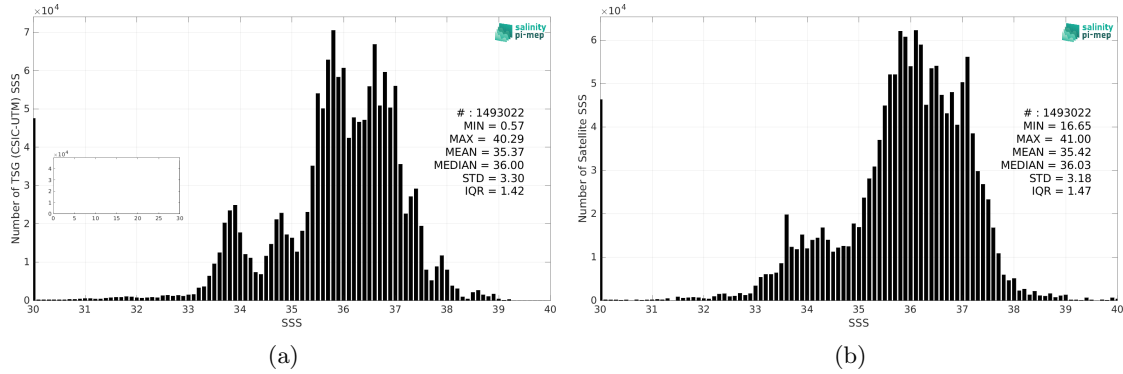 ×10⁴
7
6
5
4
3
2
1
0
Number of TSG (CSIC-UTM) SSS
salinity
pi-mep
# : 1493022
MIN = 0.57
MAX = 40.29
MEAN = 35.37
MEDIAN = 36.00
STD = 3.30
IQR = 1.42
×10⁴
4
3
2
1
0
0 5 10 15 20 25 30
30 31 32 33 34 35 36 37 38 39 40
SSS
(a)
×10⁴
6
5
4
3
2
1
0
Number of Satellite SSS
salinity
pi-mep
# : 1493022
MIN = 16.65
MAX = 41.00
MEAN = 35.42
MEDIAN = 36.03
STD = 3.18
IQR = 1.47
30 31 32 33 34 35 36 37 38 39 40
SSS
(b)